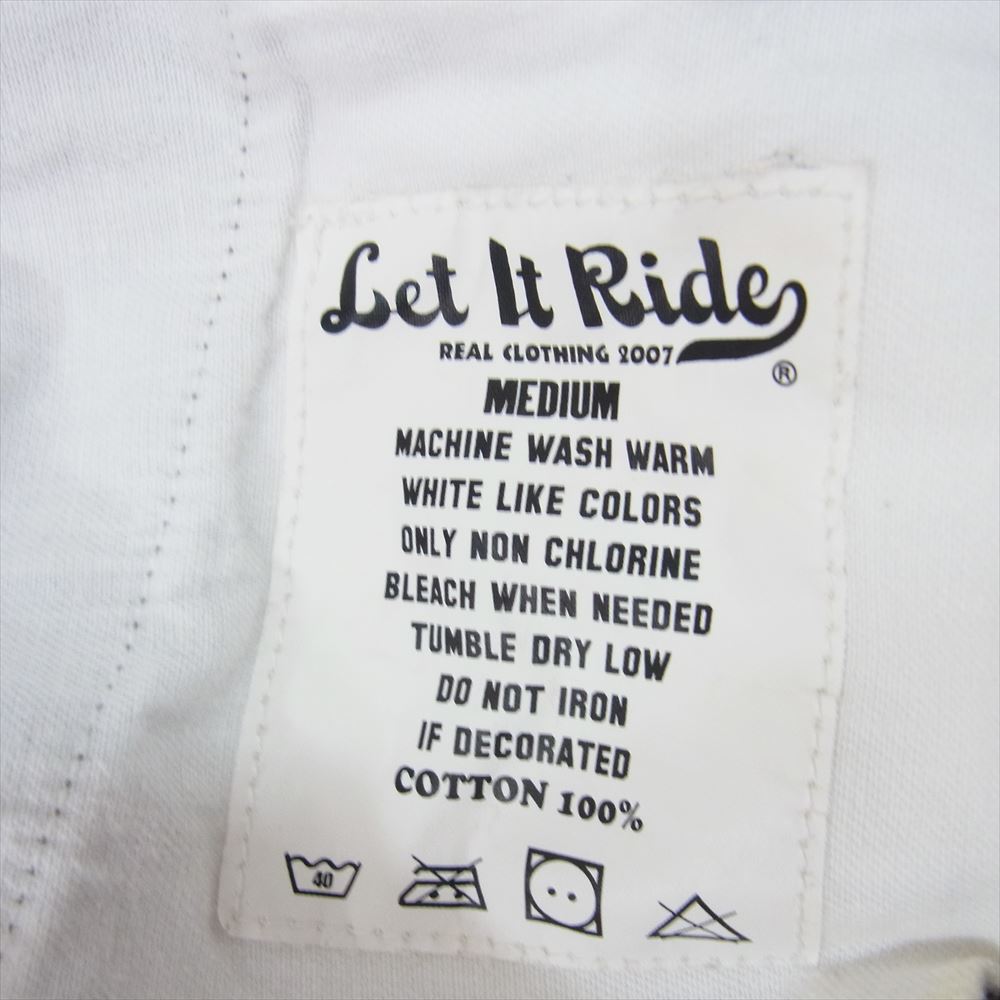 Let It Ride
REAL CLOTHING 2007
®
MEDIUM
MACHINE WASH WARM
WHITE LIKE COLORS
ONLY NON CHLORINE
BLEACH WHEN NEEDED
TUMBLE DRY LOW
DO NOT IRON
IF DECORATED
COTTON 100%
40